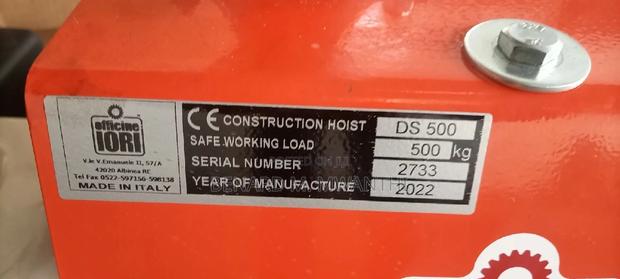 officine
IORI
V.le V.Emanuele II, 57/A
42020 Albinea RE
Tel Fax 0522-597156-598138
MADE IN ITALY
CE CONSTRUCTION HOIST DS 500
SAFE WORKING LOAD 500 kg
SERIAL NUMBER 2733
YEAR OF MANUFACTURE 2022